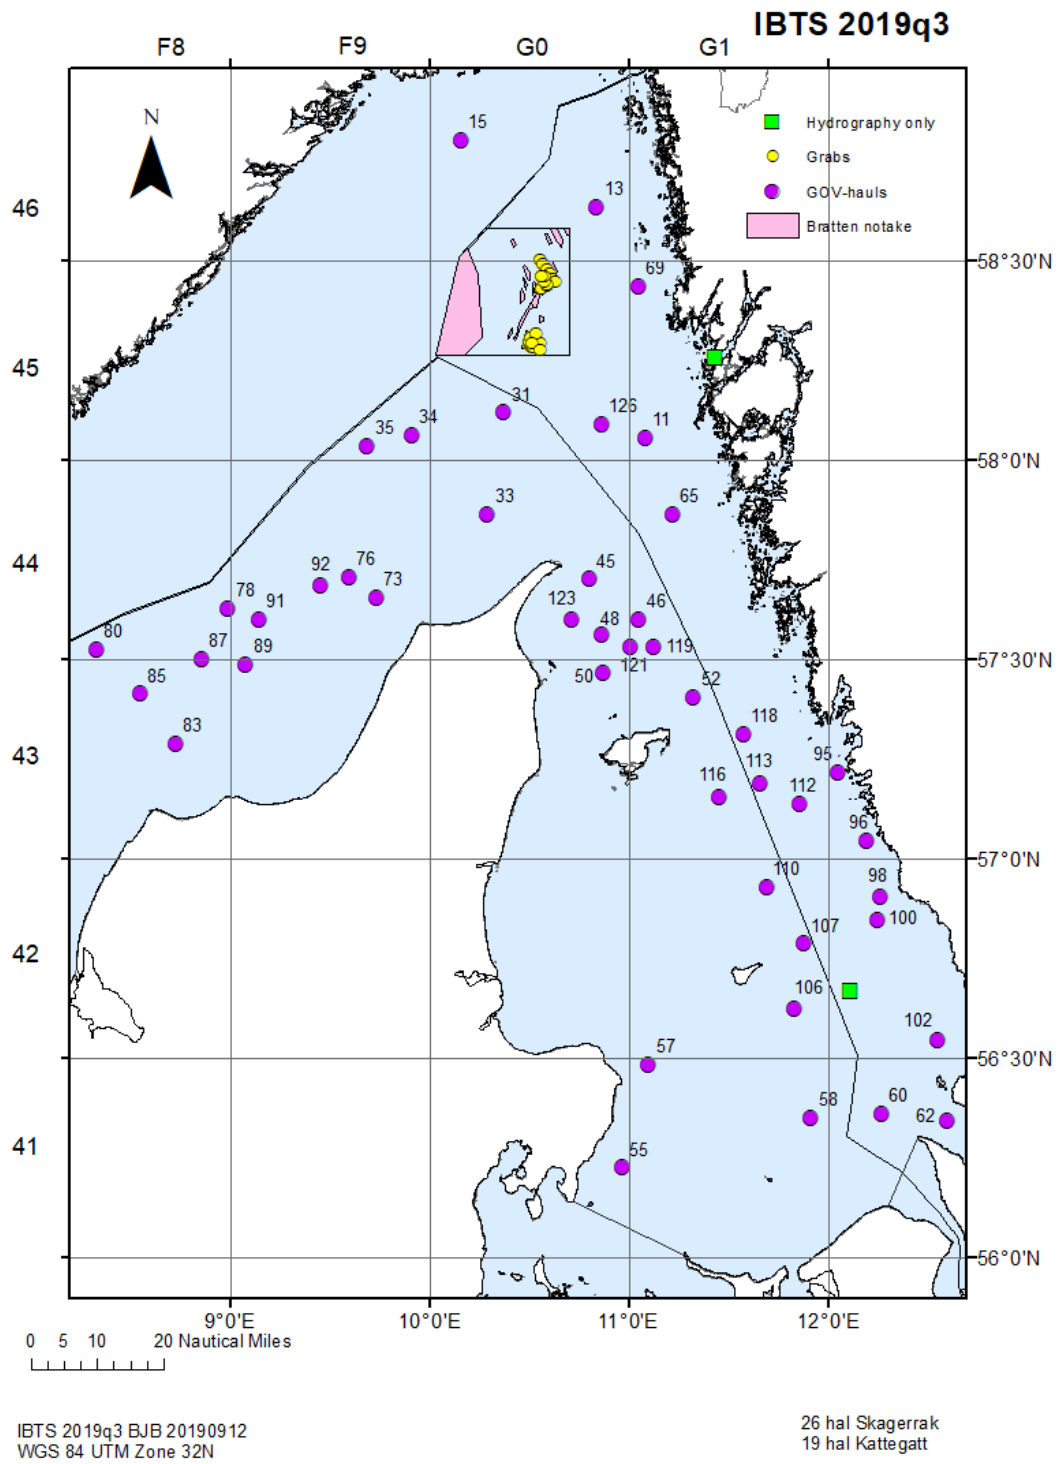 IBTS 2019q3
F8 F9 G0 G1
N
Hydrography only
Grabs
GOV-hauls
Bratten notake
15
13
46
58°30'N
69
45
31
126
11
35
34
58°0'N
33
65
44
92
76
73
45
78
91
123
48
46
80
87
89
121
119
57°30'N
85
50
52
83
118
43
116
113
95
112
96
57°0'N
110
98
100
42
107
106
102
57
56°30'N
58
60
62
41
55
56°0'N
9°0'E 10°0'E 11°0'E 12°0'E
0 5 10 20 Nautical Miles
IBTS 2019q3 BJB 20190912
WGS 84 UTM Zone 32N
26 hal Skagerrak
19 hal Kattegatt